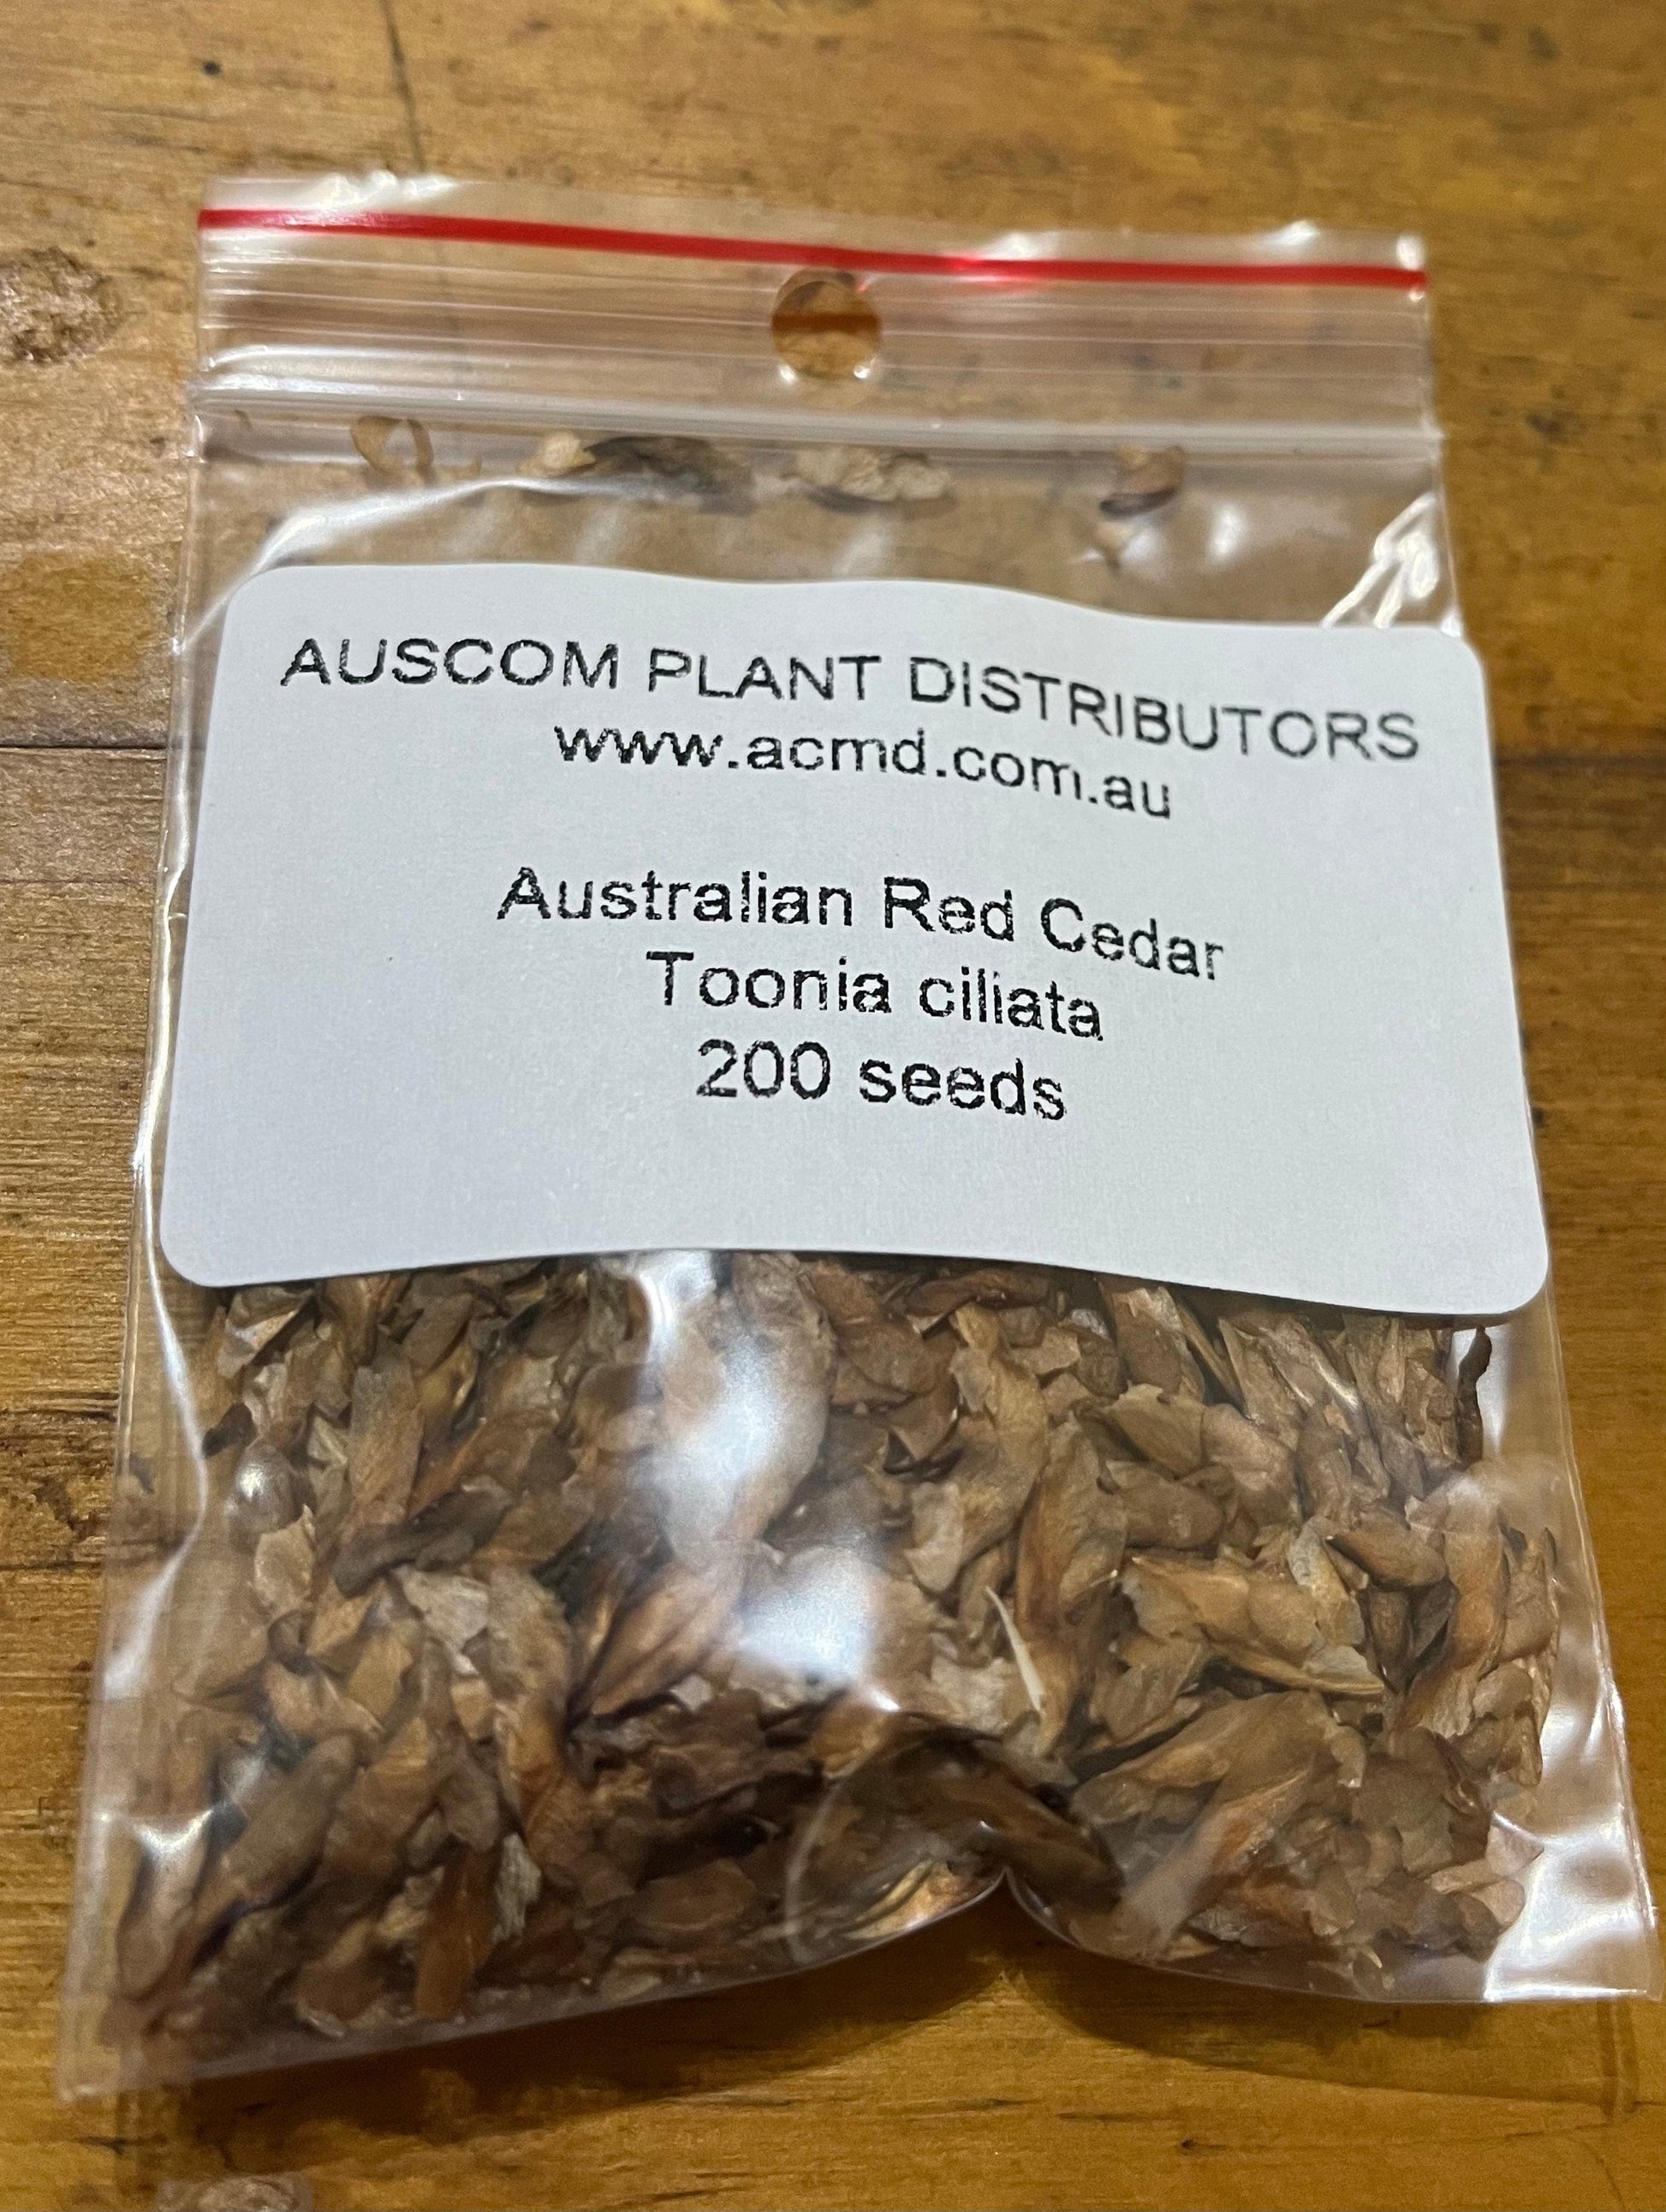 AUSCOM PLANT DISTRIBUTORS
www.acmd.com.au
Australian Red Cedar
Toonia ciliata
200 seeds